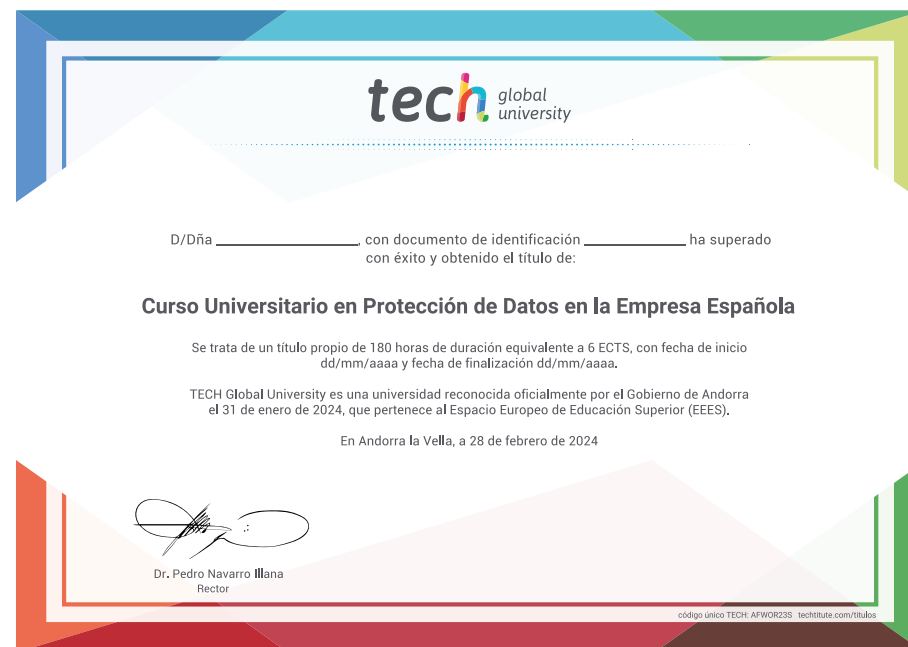 tech global university
D/Dña ______________, con documento de identificación __________ ha superado
con éxito y obtenido el título de:
Curso Universitario en Protección de Datos en la Empresa Española
Se trata de un título propio de 180 horas de duración equivalente a 6 ECTS, con fecha de inicio
dd/mm/aaaa y fecha de finalización dd/mm/aaaa.
TECH Global University es una universidad reconocida oficialmente por el Gobierno de Andorra
el 31 de enero de 2024, que pertenece al Espacio Europeo de Educación Superior (EEES).
En Andorra la Vella, a 28 de febrero de 2024
Dr. Pedro Navarro Illana
Rector
código único TECH: AFWOR23S techtitute.com/titulos